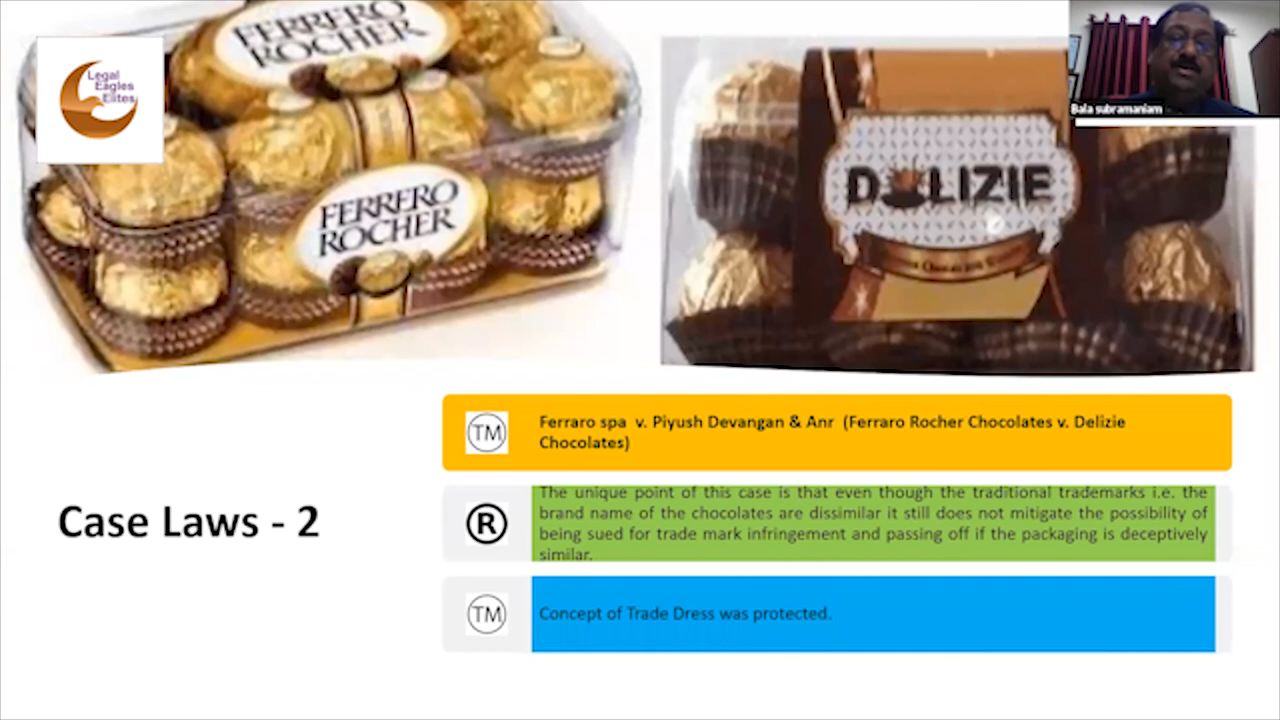 FERRERO
ROCHER
Legal
Eagles
Elites
FERRERO
ROCHER
D LIZIE
Bala subramaniam
Ferraro spa v. Piyush Devangan & Anr (Ferraro Rocher Chocolates v. Delizie
Chocolates)
TM
The unique point of this case is that even though the traditional trademarks i.e. the
brand name of the chocolates are dissimilar it still does not mitigate the possibility of
being sued for trade mark infringement and passing off if the packaging is deceptively
similar.
®
Case Laws - 2
TM
Concept of Trade Dress was protected.